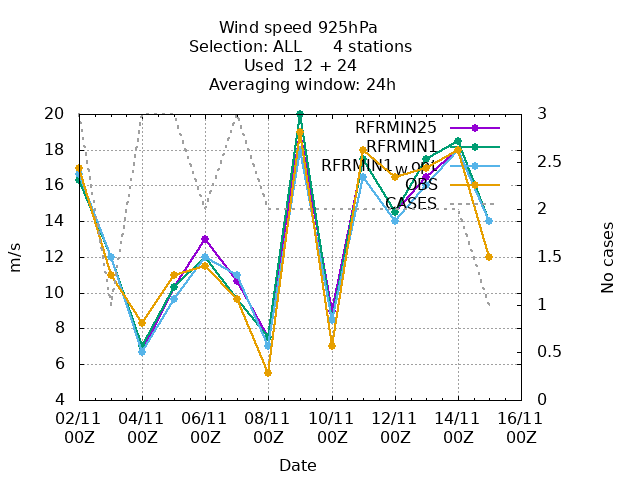 Wind speed 925hPa
Selection: ALL 4 stations
Used 12 + 24
Averaging window: 24h
RFRMIN25
RFRMIN1
RFRMIN1_w_opt
OBS
CASES
20
18
16
14
12
10
8
6
4
m/s
3
2.5
2
1.5
1
0.5
0
No cases
02/11 04/11 06/11 08/11 10/11 12/11 14/11 16/11
00Z 00Z 00Z 00Z 00Z 00Z 00Z 00Z
Date